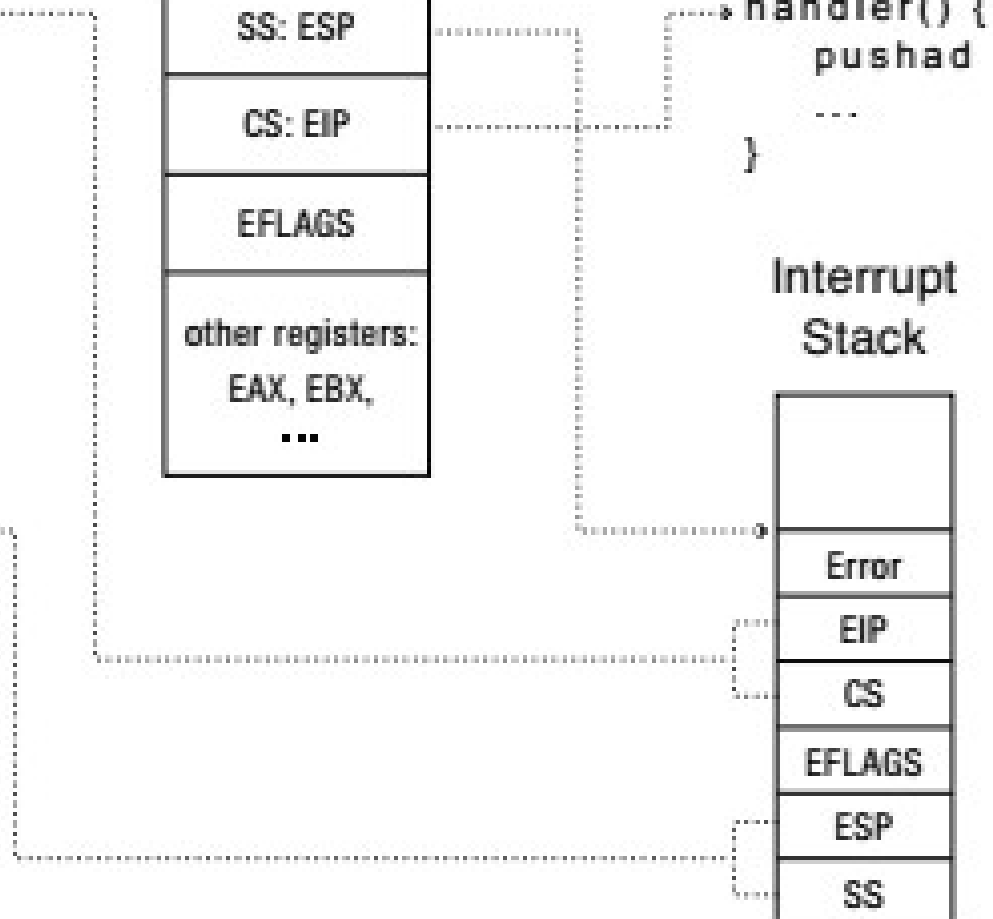 SS: ESP
CS: EIP
EFLAGS
other registers:
EAX, EBX,
...
handler() {
pushad
...
}
Interrupt
Stack
Error
EIP
CS
EFLAGS
ESP
SS